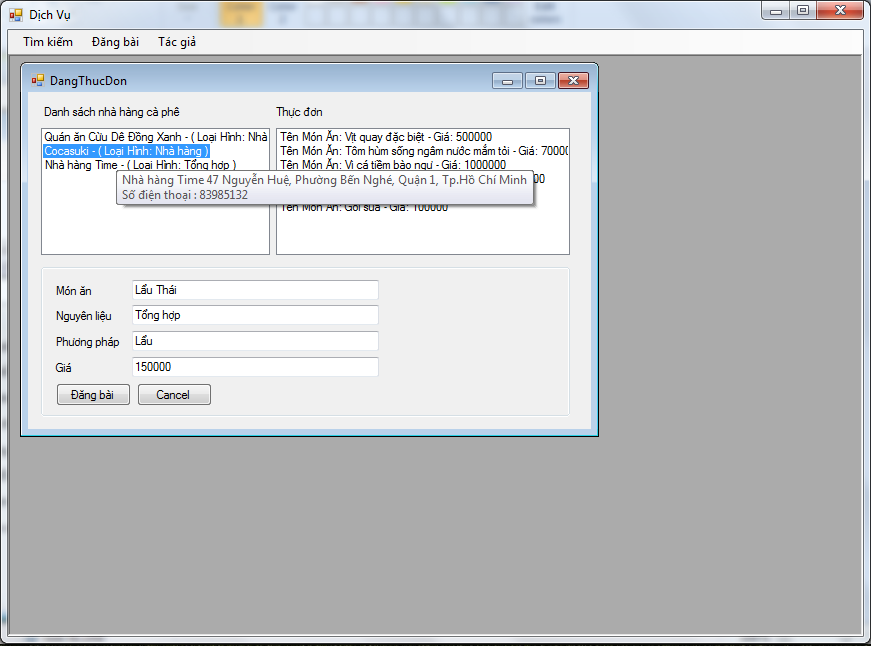 Dịch Vụ
Tìm kiếm Đăng bài Tác giả
DangThucDon
Danh sách nhà hàng cà phê
Thực đơn
Quán ăn Cừu Dê Đồng Xanh - ( Loại Hình: Nhà
Cocasuki - ( Loại Hình: Nhà hàng )
Nhà hàng Time - ( Loại Hình: Tổng hợp )
Tên Món Ăn: Vịt quay đặc biệt - Giá: 500000
Tên Món Ăn: Tôm hùm sống ngâm nước mắm tỏi - Giá: 70000
Tên Món Ăn: Vi cá tiềm bào ngư - Giá: 1000000
Nhà hàng Time 47 Nguyễn Huệ, Phường Bến Nghé, Quận 1, Tp.Hồ Chí Minh
Số điện thoại : 83985132
Tên Món Ăn: Gỏi sứa - Giá: 100000
Món ăn Lẩu Thái
Nguyên liệu Tổng hợp
Phương pháp Lẩu
Giá 150000
Đăng bài Cancel